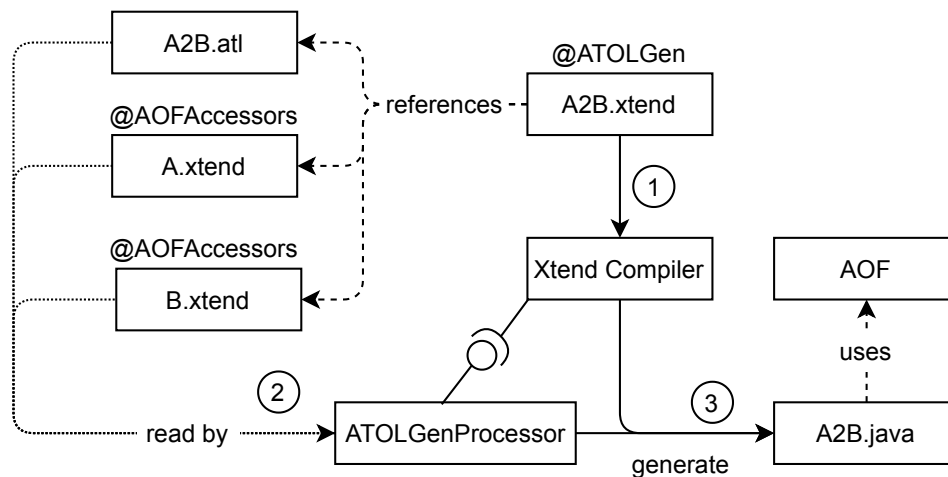 A2B.atl
@ATOLGen
references
A2B.xtend
@AOFAccessors
A.xtend
1
@AOFAccessors
B.xtend
Xtend Compiler
AOF
uses
2
3
read by
ATOLGenProcessor
generate
A2B.java